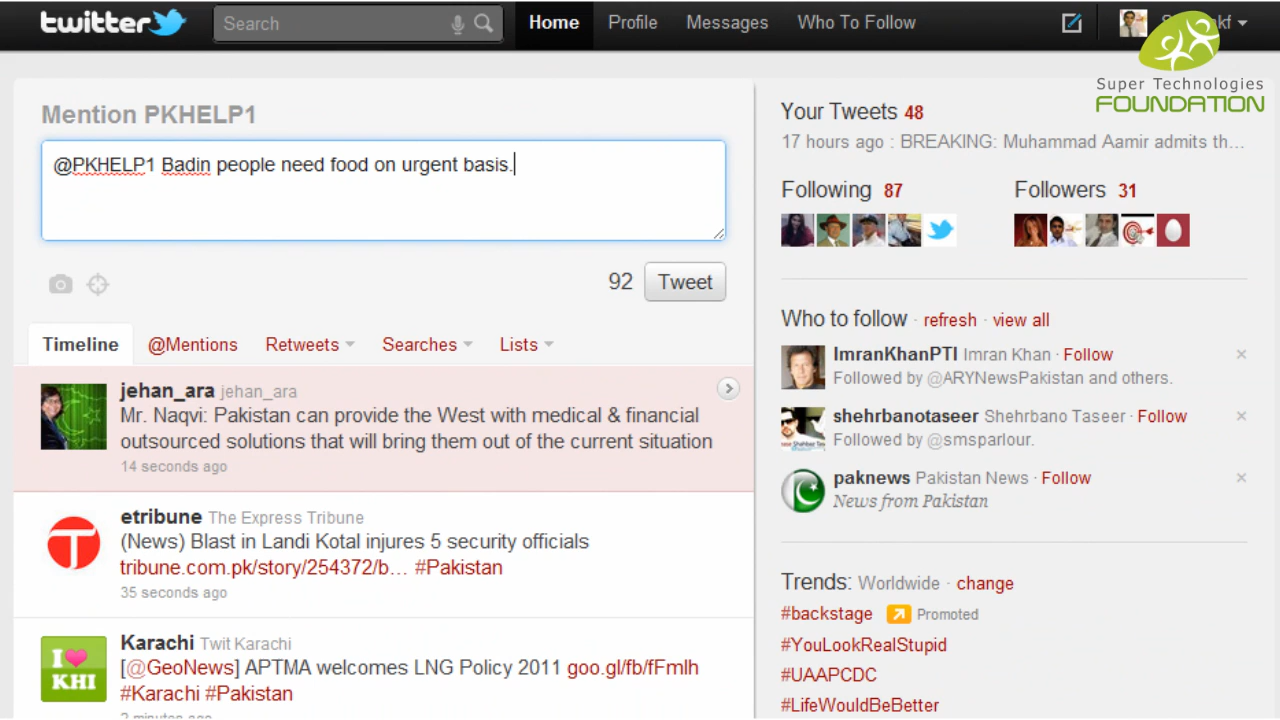 twitter
Search
Home
Profile
Messages
Who To Follow
Super Technologies
FOUNDATION
Mention PKHELP1
@PKHELP1 Badin people need food on urgent basis.
92
Tweet
Timeline
@Mentions
Retweets
Searches
Lists
jehan_ara jehan_ara
Mr. Naqvi: Pakistan can provide the West with medical & financial
outsourced solutions that will bring them out of the current situation
14 seconds ago
etribune The Express Tribune
(News) Blast in Landi Kotal injures 5 security officials
tribune.com.pk/story/254372/b... #Pakistan
35 seconds ago
I
KHI
Karachi Twit Karachi
[@GeoNews] APTMA welcomes LNG Policy 2011 goo.gl/fb/fFmlh
#Karachi #Pakistan
2 minutes ago
Your Tweets 48
17 hours ago : BREAKING: Muhammad Aamir admits th...
Following 87
Followers 31
Who to follow · refresh · view all
ImranKhanPTI Imran Khan · Follow
Followed by @ARYNewsPakistan and others.
shehrbanotaseer Shehrbano Taseer · Follow
Followed by @smsparlour.
paknews Pakistan News · Follow
News from Pakistan
Trends: Worldwide · change
#backstage Promoted
#YouLookRealStupid
#UAAPCDC
#LifeWouldBeBetter